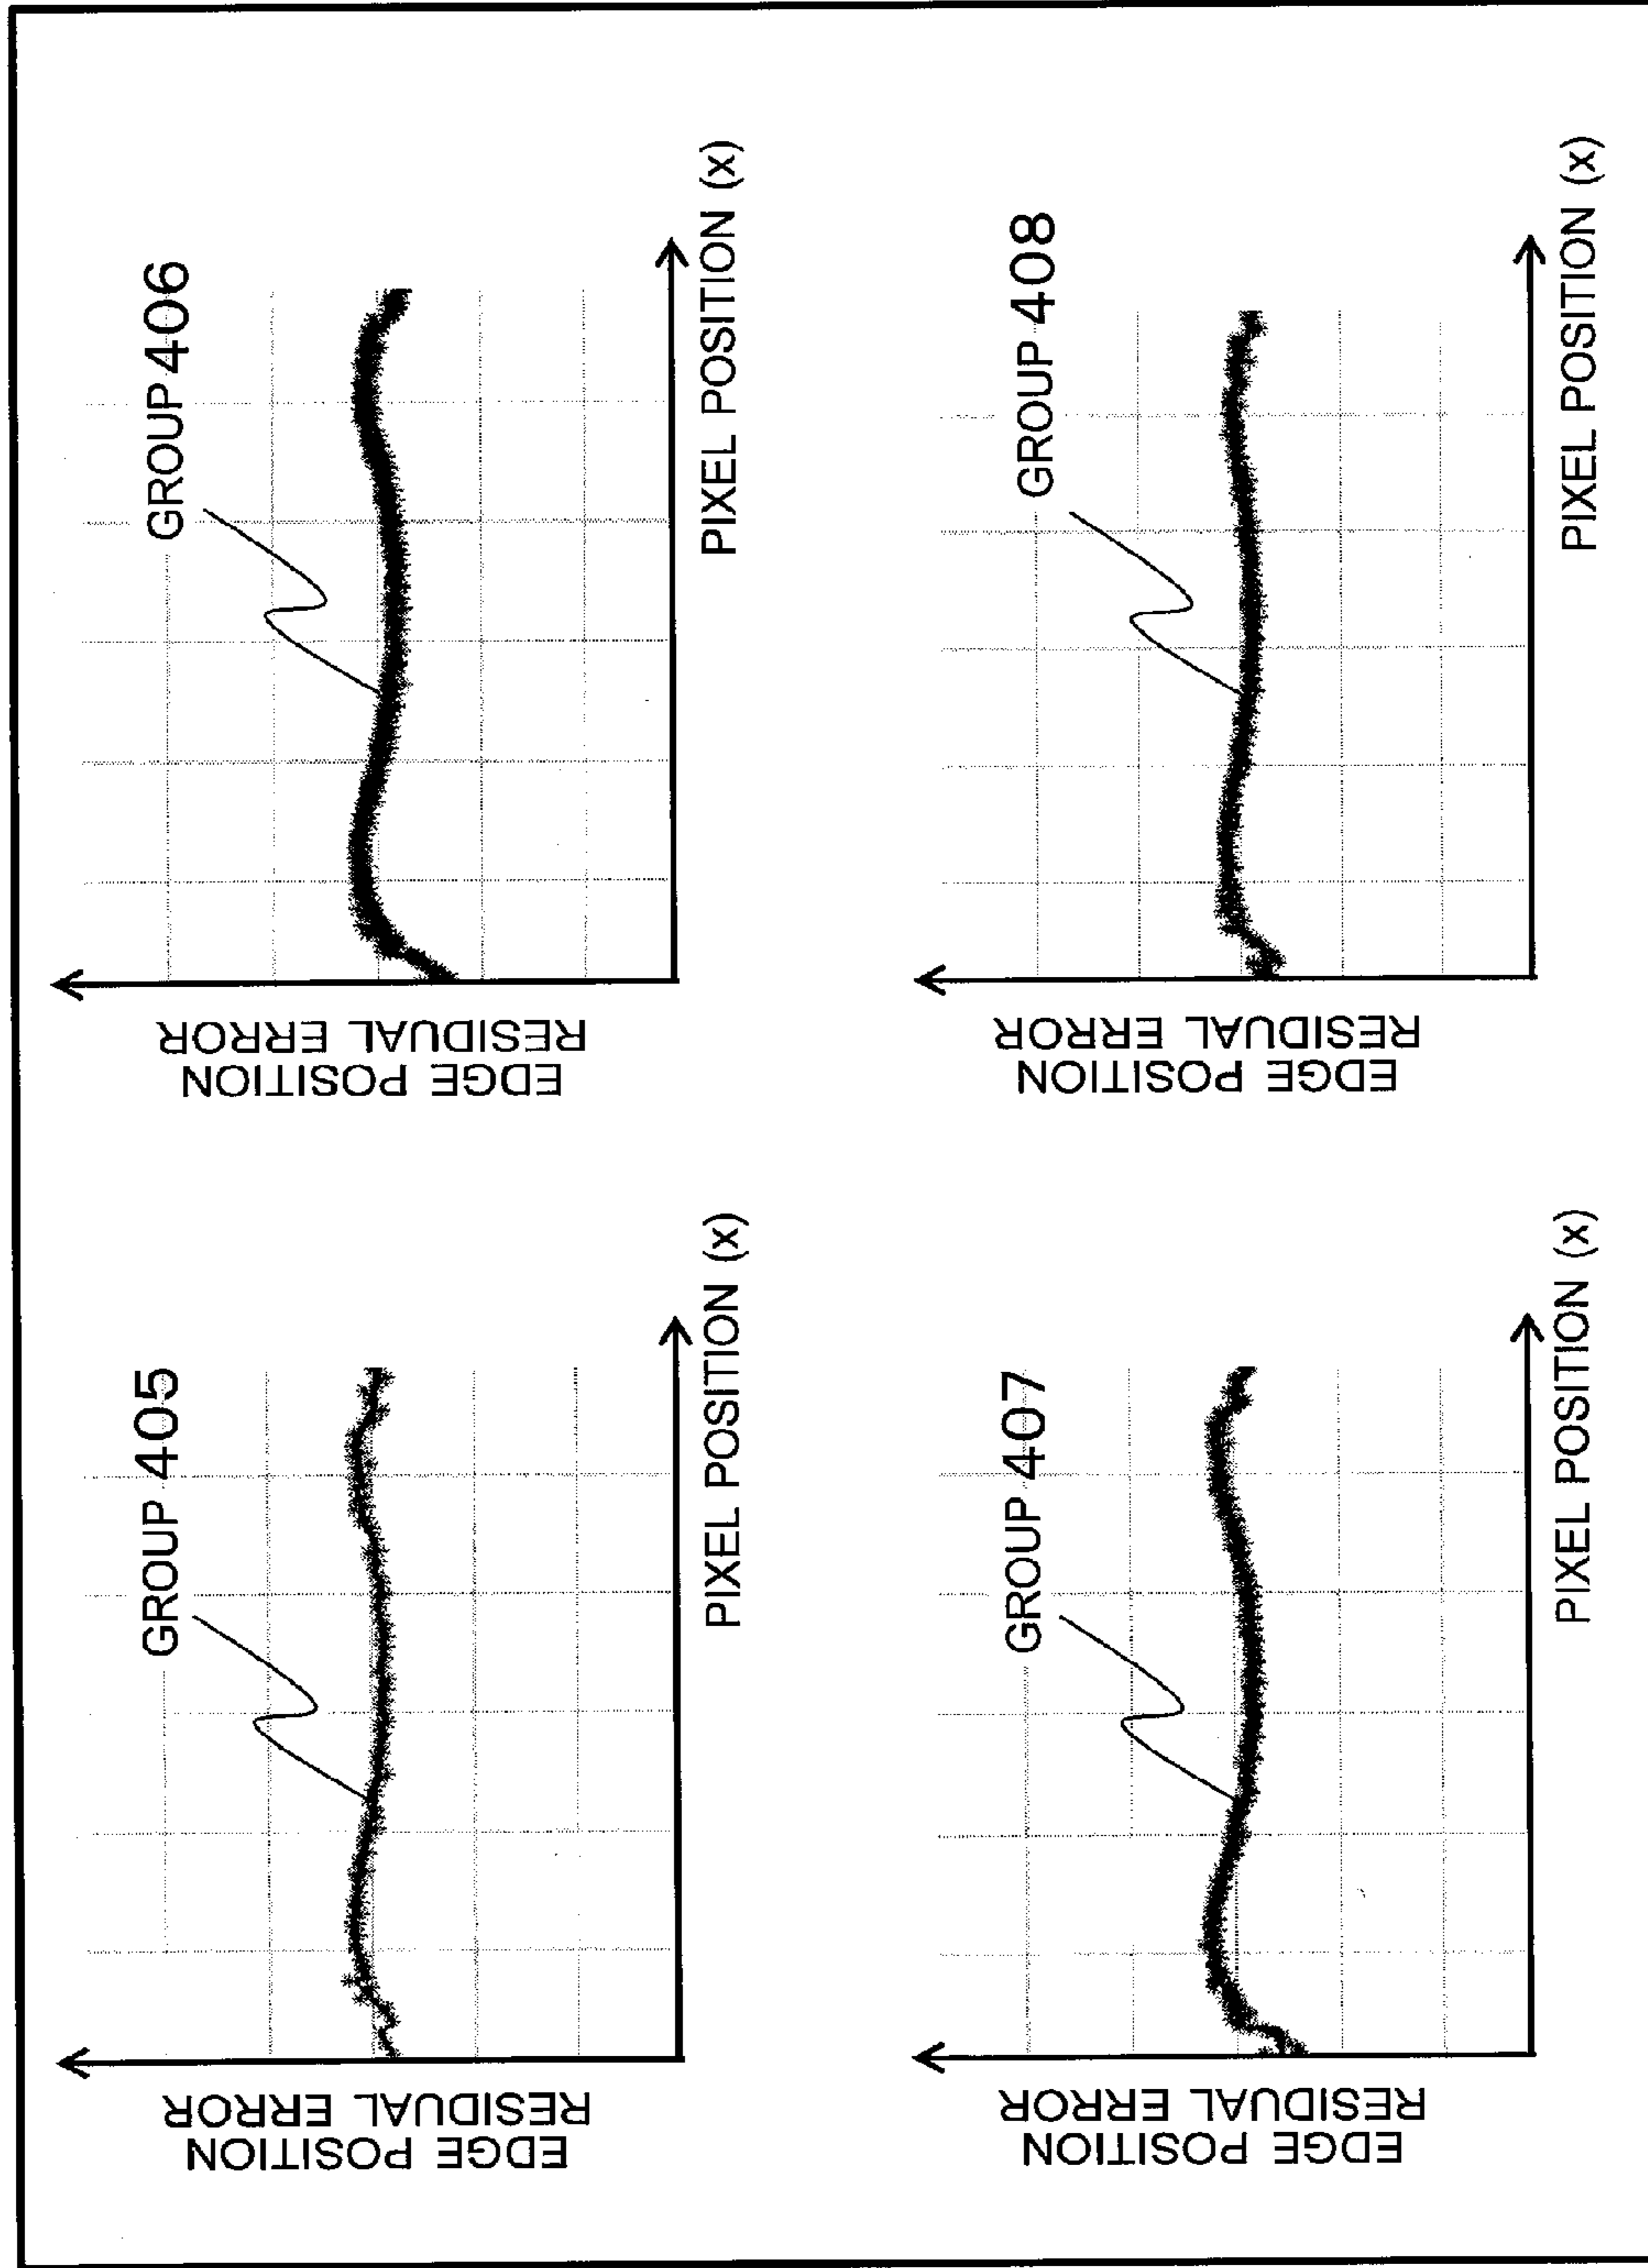 EDGE POSITION
RESIDUAL ERROR
GROUP 405
PIXEL POSITION (x)
EDGE POSITION
RESIDUAL ERROR
GROUP 406
PIXEL POSITION (x)
EDGE POSITION
RESIDUAL ERROR
GROUP 407
PIXEL POSITION (x)
EDGE POSITION
RESIDUAL ERROR
GROUP 408
PIXEL POSITION (x)